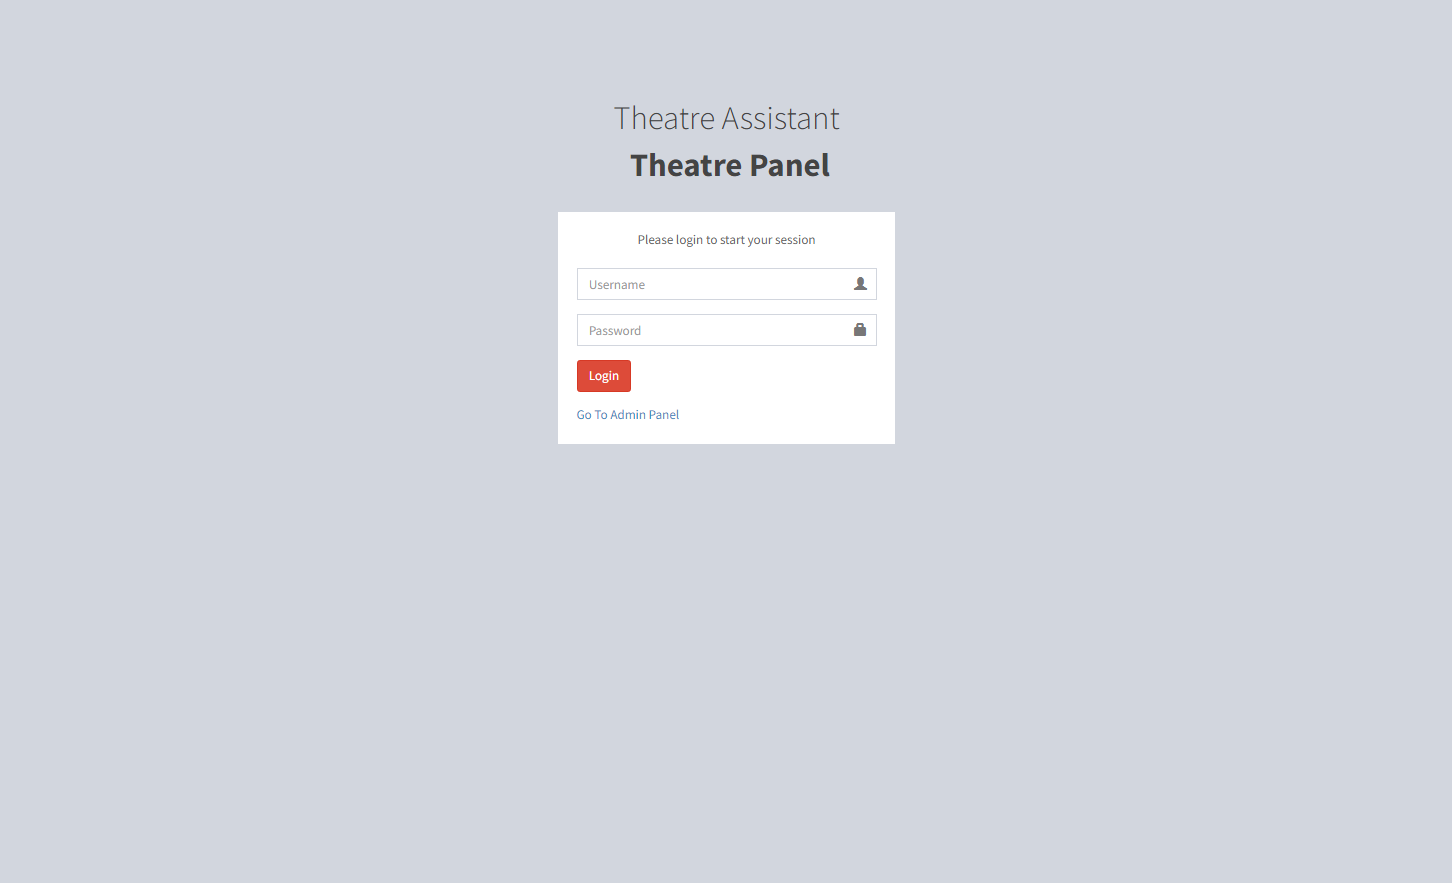 Theatre Assistant
Theatre Panel
Please login to start your session
Username
Password
Login
Go To Admin Panel